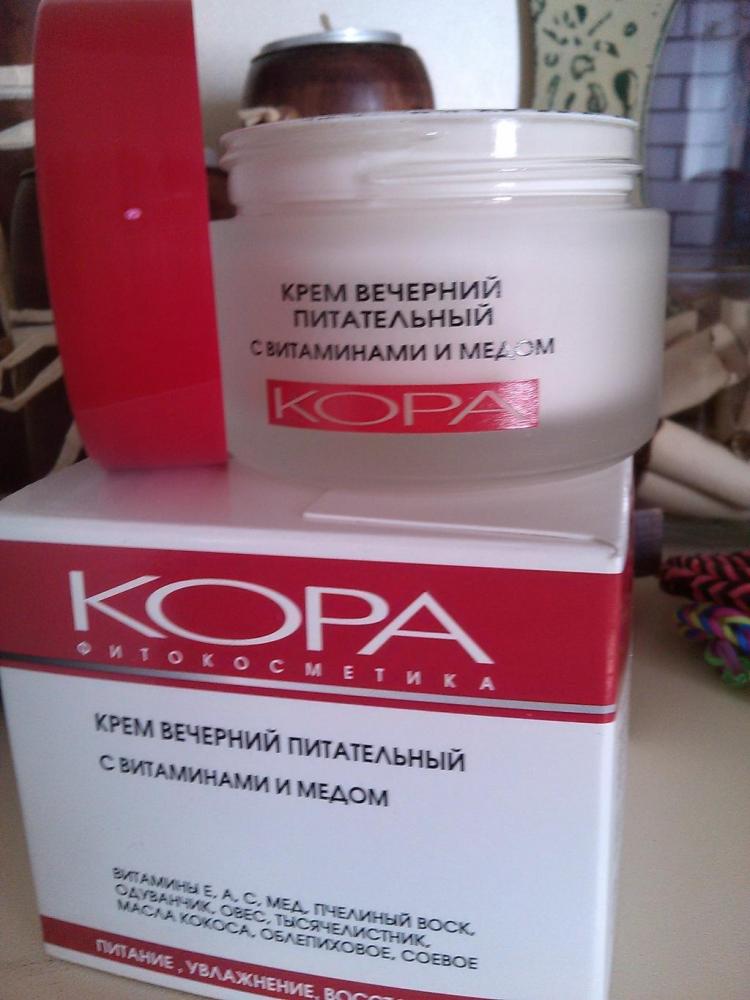 КРЕМ ВЕЧЕРНИЙ
ПИТАТЕЛЬНЫЙ
С ВИТАМИНАМИ И МЕДОМ
КОРА
КОРА
ФИТОКОСМЕТИКА
КРЕМ ВЕЧЕРНИЙ ПИТАТЕЛЬНЫЙ
С ВИТАМИНАМИ И МЕДОМ
ВИТАМИНЫ Е, А, С, МЕД, ПЧЕЛИНЫЙ ВОСК,
ОДУВАНЧИК, ОВЕС, ТЫСЯЧЕЛИСТНИК,
МАСЛА КОКОСА, ОБЛЕПИХОВОЕ, СОЕВОЕ
ПИТАНИЕ, УВЛАЖНЕНИЕ,